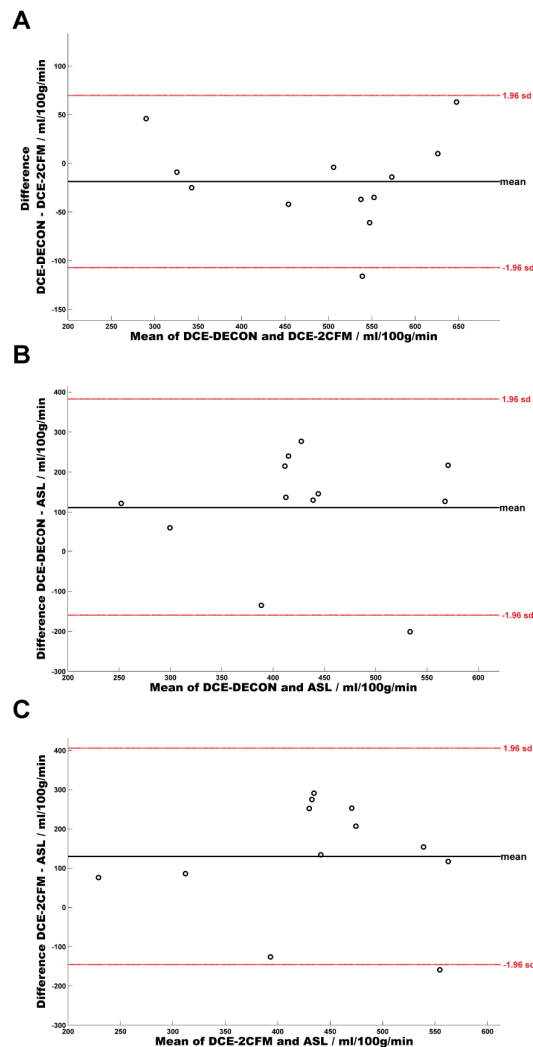 A
100
50
0
-50
-100
-150
Difference
DCE-DECON - DCE-2CFM / ml/100g/min
1.96 sd
mean
-1.96 sd
200 250 300 350 400 450 500 550 600 650
Mean of DCE-DECON and DCE-2CFM / ml/100g/min
B
400
300
200
100
0
-100
-200
-300
Difference DCE-DECON - ASL / ml/100g/min
1.96 sd
mean
-1.96 sd
200 250 300 350 400 450 500 550 600
Mean of DCE-DECON and ASL / ml/100g/min
C
400
300
200
100
0
-100
-200
-300
Difference DCE-2CFM - ASL / ml/100g/min
1.96 sd
mean
-1.96 sd
200 250 300 350 400 450 500 550 600
Mean of DCE-2CFM and ASL / ml/100g/min